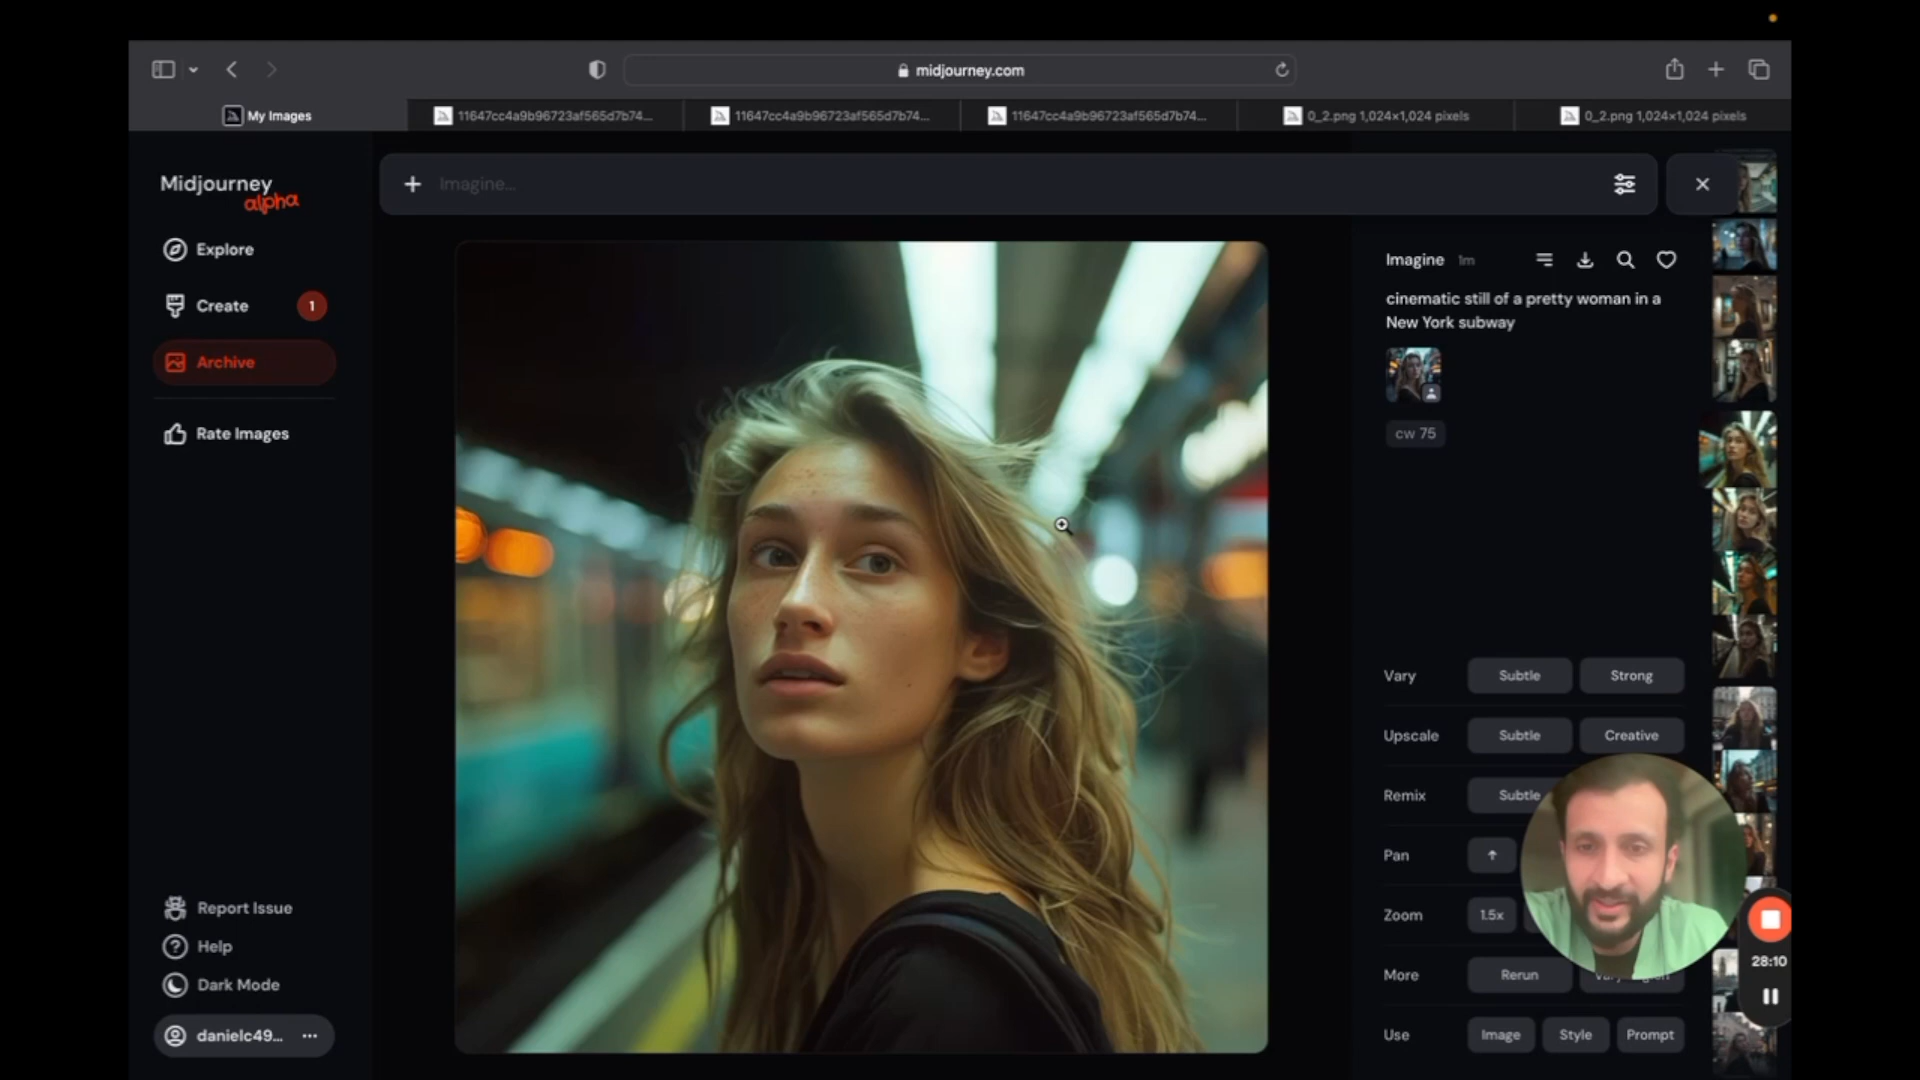 midjourney.com
My Images
11647cc4a9b96723af565d7b74...
11647cc4a9b96723af565d7b74...
11647cc4a9b96723af565d7b74...
0_2.png 1,024×1,024 pixels
0_2.png 1,024×1,024 pixels
Midjourney
alpha
Imagine...
Explore
Create 1
Archive
Rate Images
Report Issue
Help
Dark Mode
danielc49... ···
Imagine 1m
cinematic still of a pretty woman in a
New York subway
cw 75
Vary Subtle Strong
Upscale Subtle Creative
Remix Subtle
Pan
Zoom 1.5x
More Rerun
Use Image Style Prompt
28:10